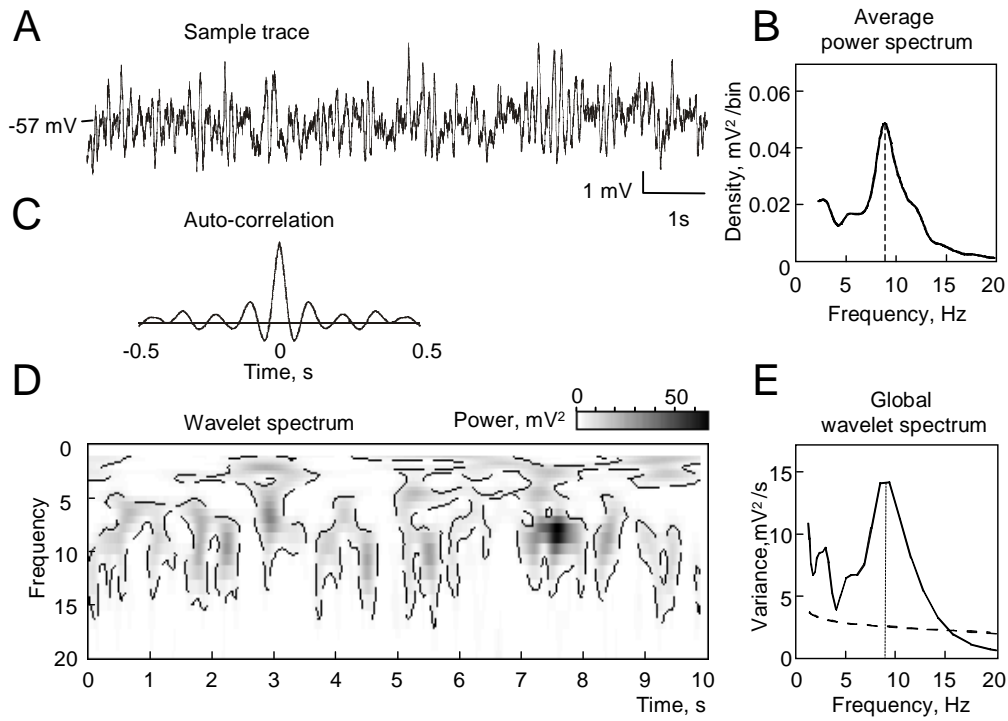 A
Sample trace
-57 mV
1 mV
1s
B
Average
power spectrum
Density, mV²/bin
0.06
0.04
0.02
0
0 5 10 15 20
Frequency, Hz
C
Auto-correlation
-0.5 0 0.5
Time, s
D
Wavelet spectrum
Power, mV²
0 50
Frequency
0
5
10
15
20
0 1 2 3 4 5 6 7 8 9 10
Time, s
E
Global
wavelet spectrum
Variance,mV²/s
15
10
5
0
0 5 10 15 20
Frequency, Hz